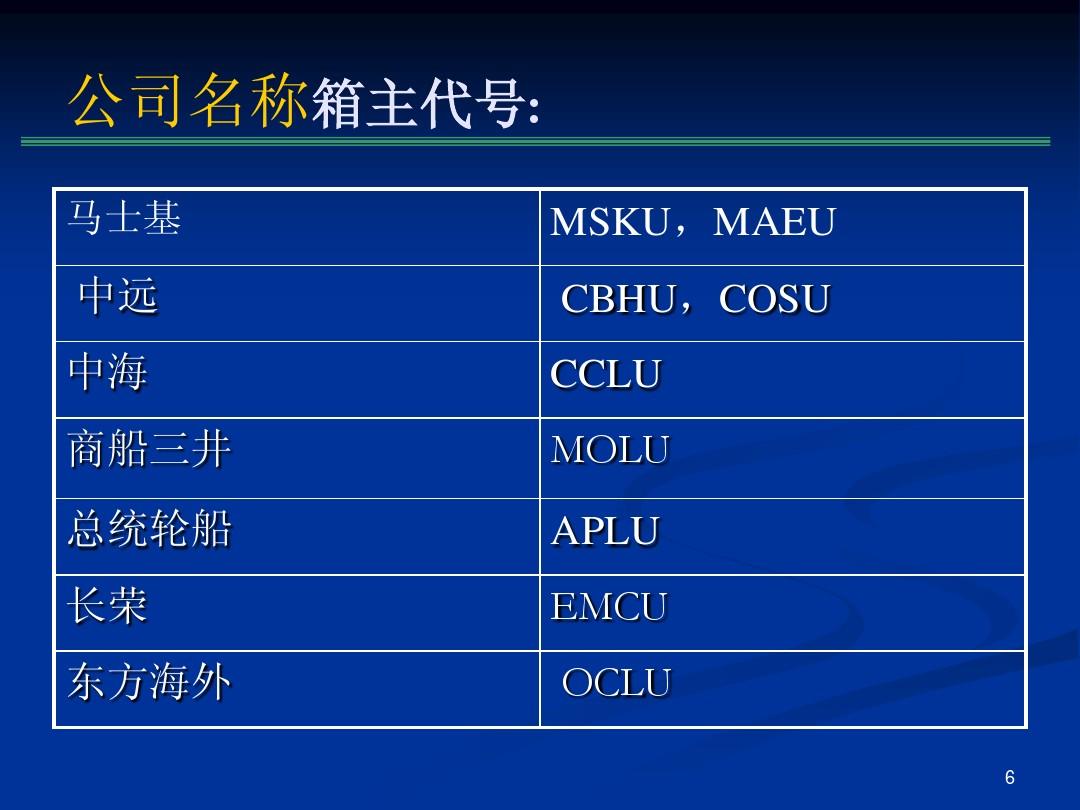 公司名称箱主代号:
马士基 MSKU，MAEU
中远 CBHU，COSU
中海 CCLU
商船三井 MOLU
总统轮船 APLU
长荣 EMCU
东方海外 OCLU
6